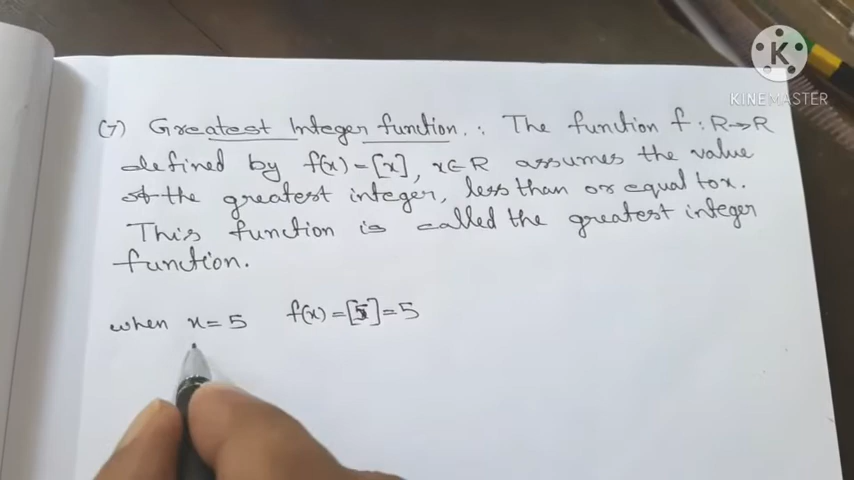 K
KINEMASTER
(7) Greatest Integer function.: The function f: R→R
defined by f(x) = [x], x∈R assumes the value
of the greatest integer, less than or equal to x.
This function is called the greatest integer
function.
when x = 5 f(x) = [5] = 5